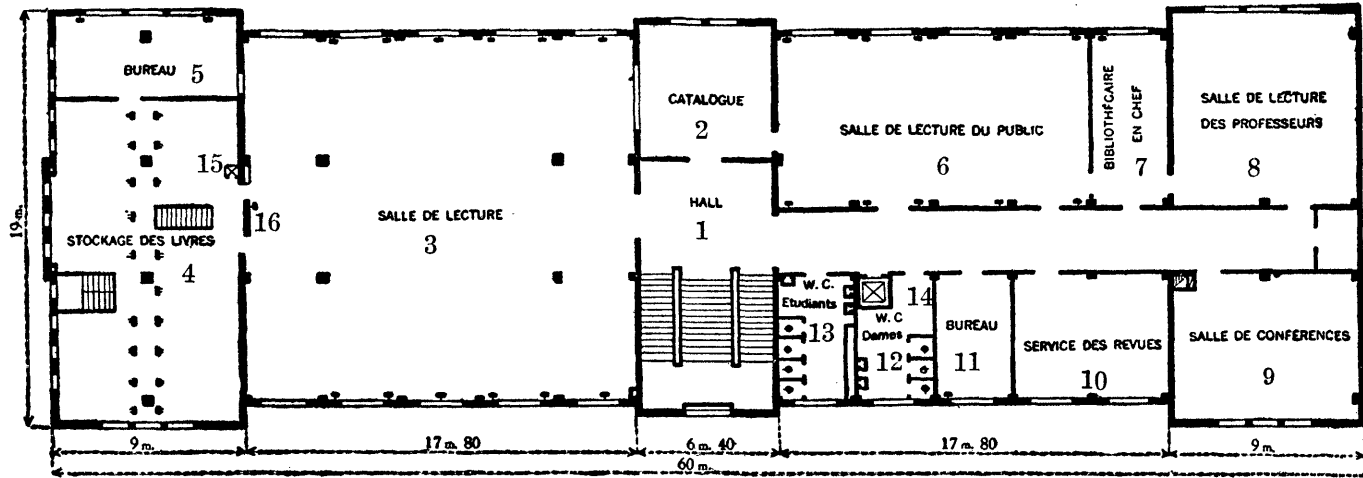 BUREAU 5
CATALOGUE
2
SALLE DE LECTURE DU PUBLIC
6
BIBLIOTHÉCAIRE
EN CHEF
7
SALLE DE LECTURE
DES PROFESSEURS
8
15
16
SALLE DE LECTURE
3
HALL
1
STOCKAGE DES LIVRES
4
19 m.
W. C.
Etudiants
13
14
W. C
Dames
12
BUREAU
11
SERVICE DES REVUES
10
SALLE DE CONFÉRENCES
9
9 m.
17 m. 80
6 m. 40
17 m. 80
9 m.
60 m.